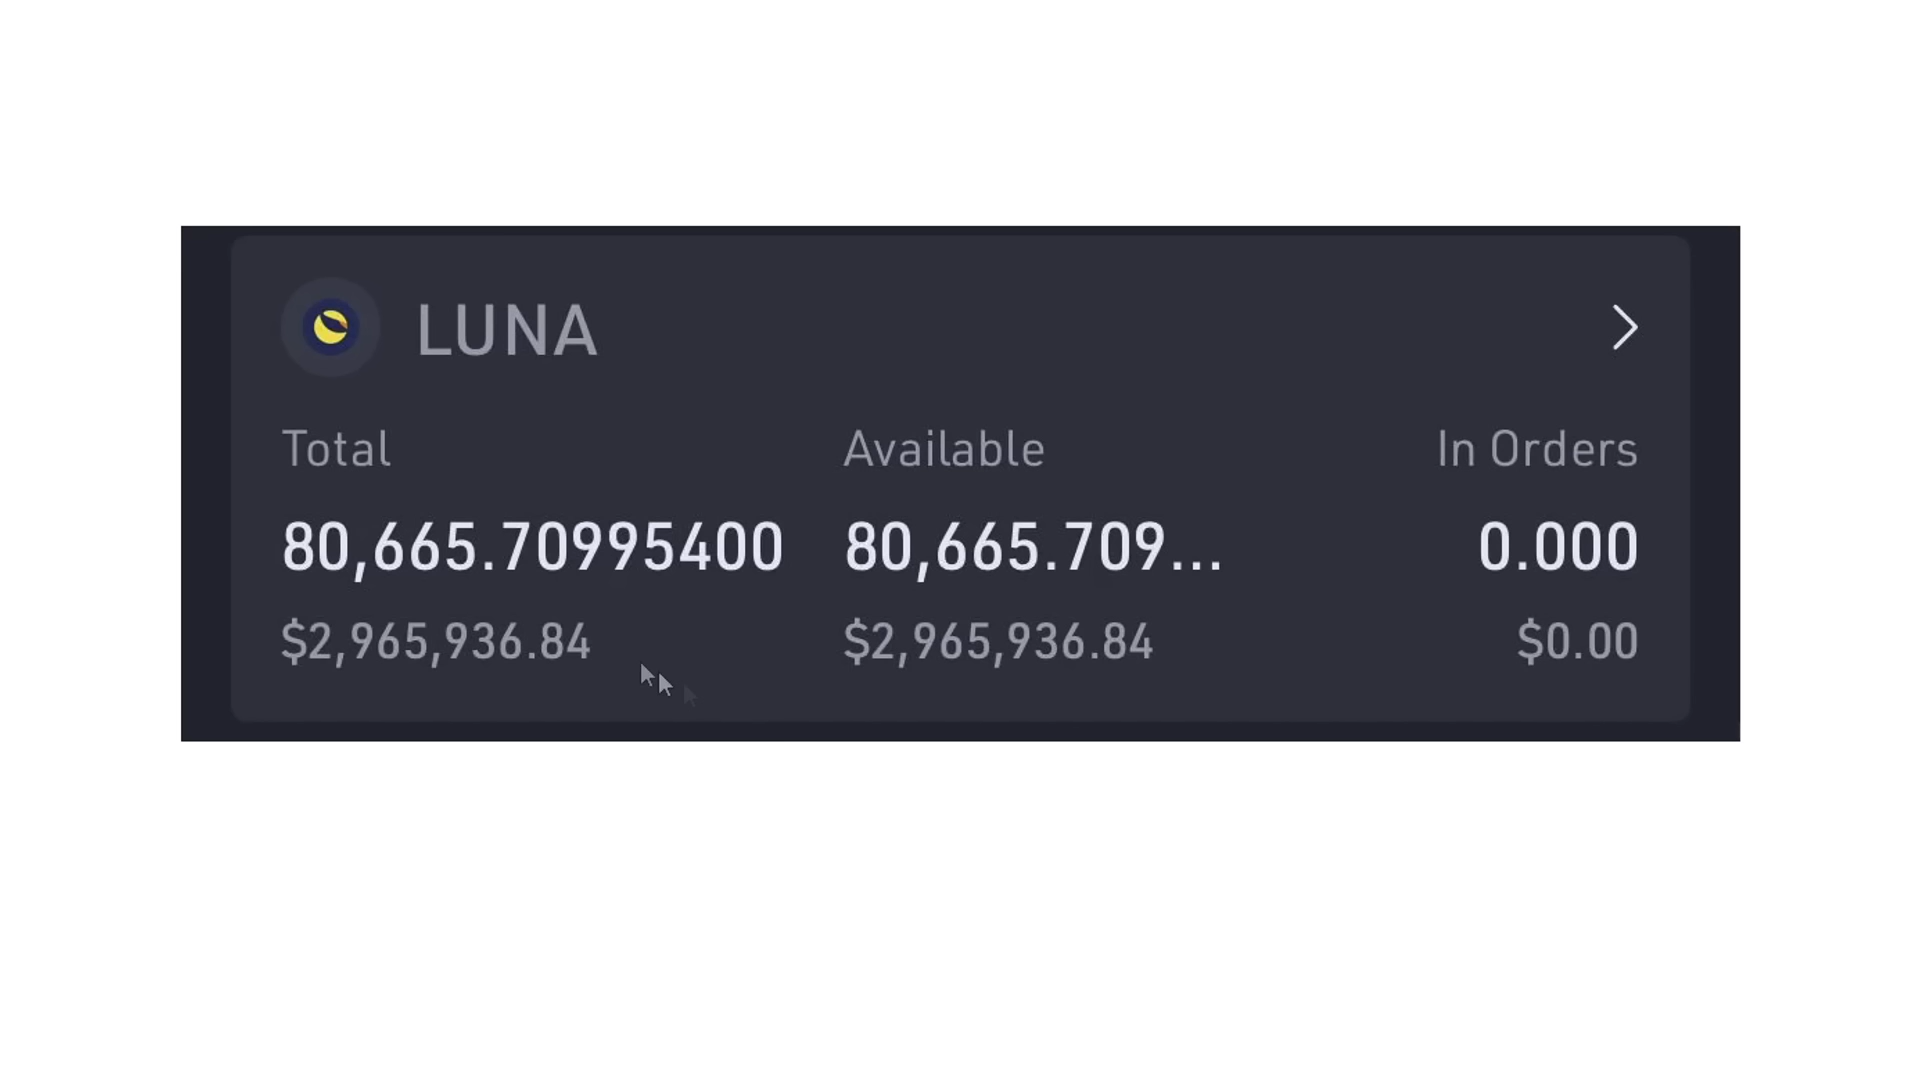 LUNA
Total Available In Orders
80,665.70995400 80,665.709... 0.000
$2,965,936.84 $2,965,936.84 $0.00